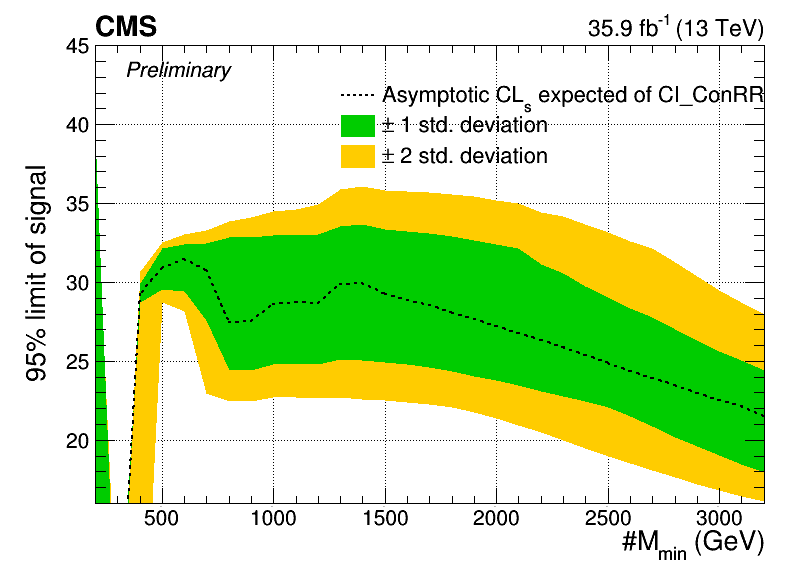 CMS 35.9 fb⁻¹ (13 TeV)
Preliminary
Asymptotic CLₛ expected of CI_ConRR
± 1 std. deviation
± 2 std. deviation
95% limit of signal
45
40
35
30
25
20
500 1000 1500 2000 2500 3000
#M_min (GeV)